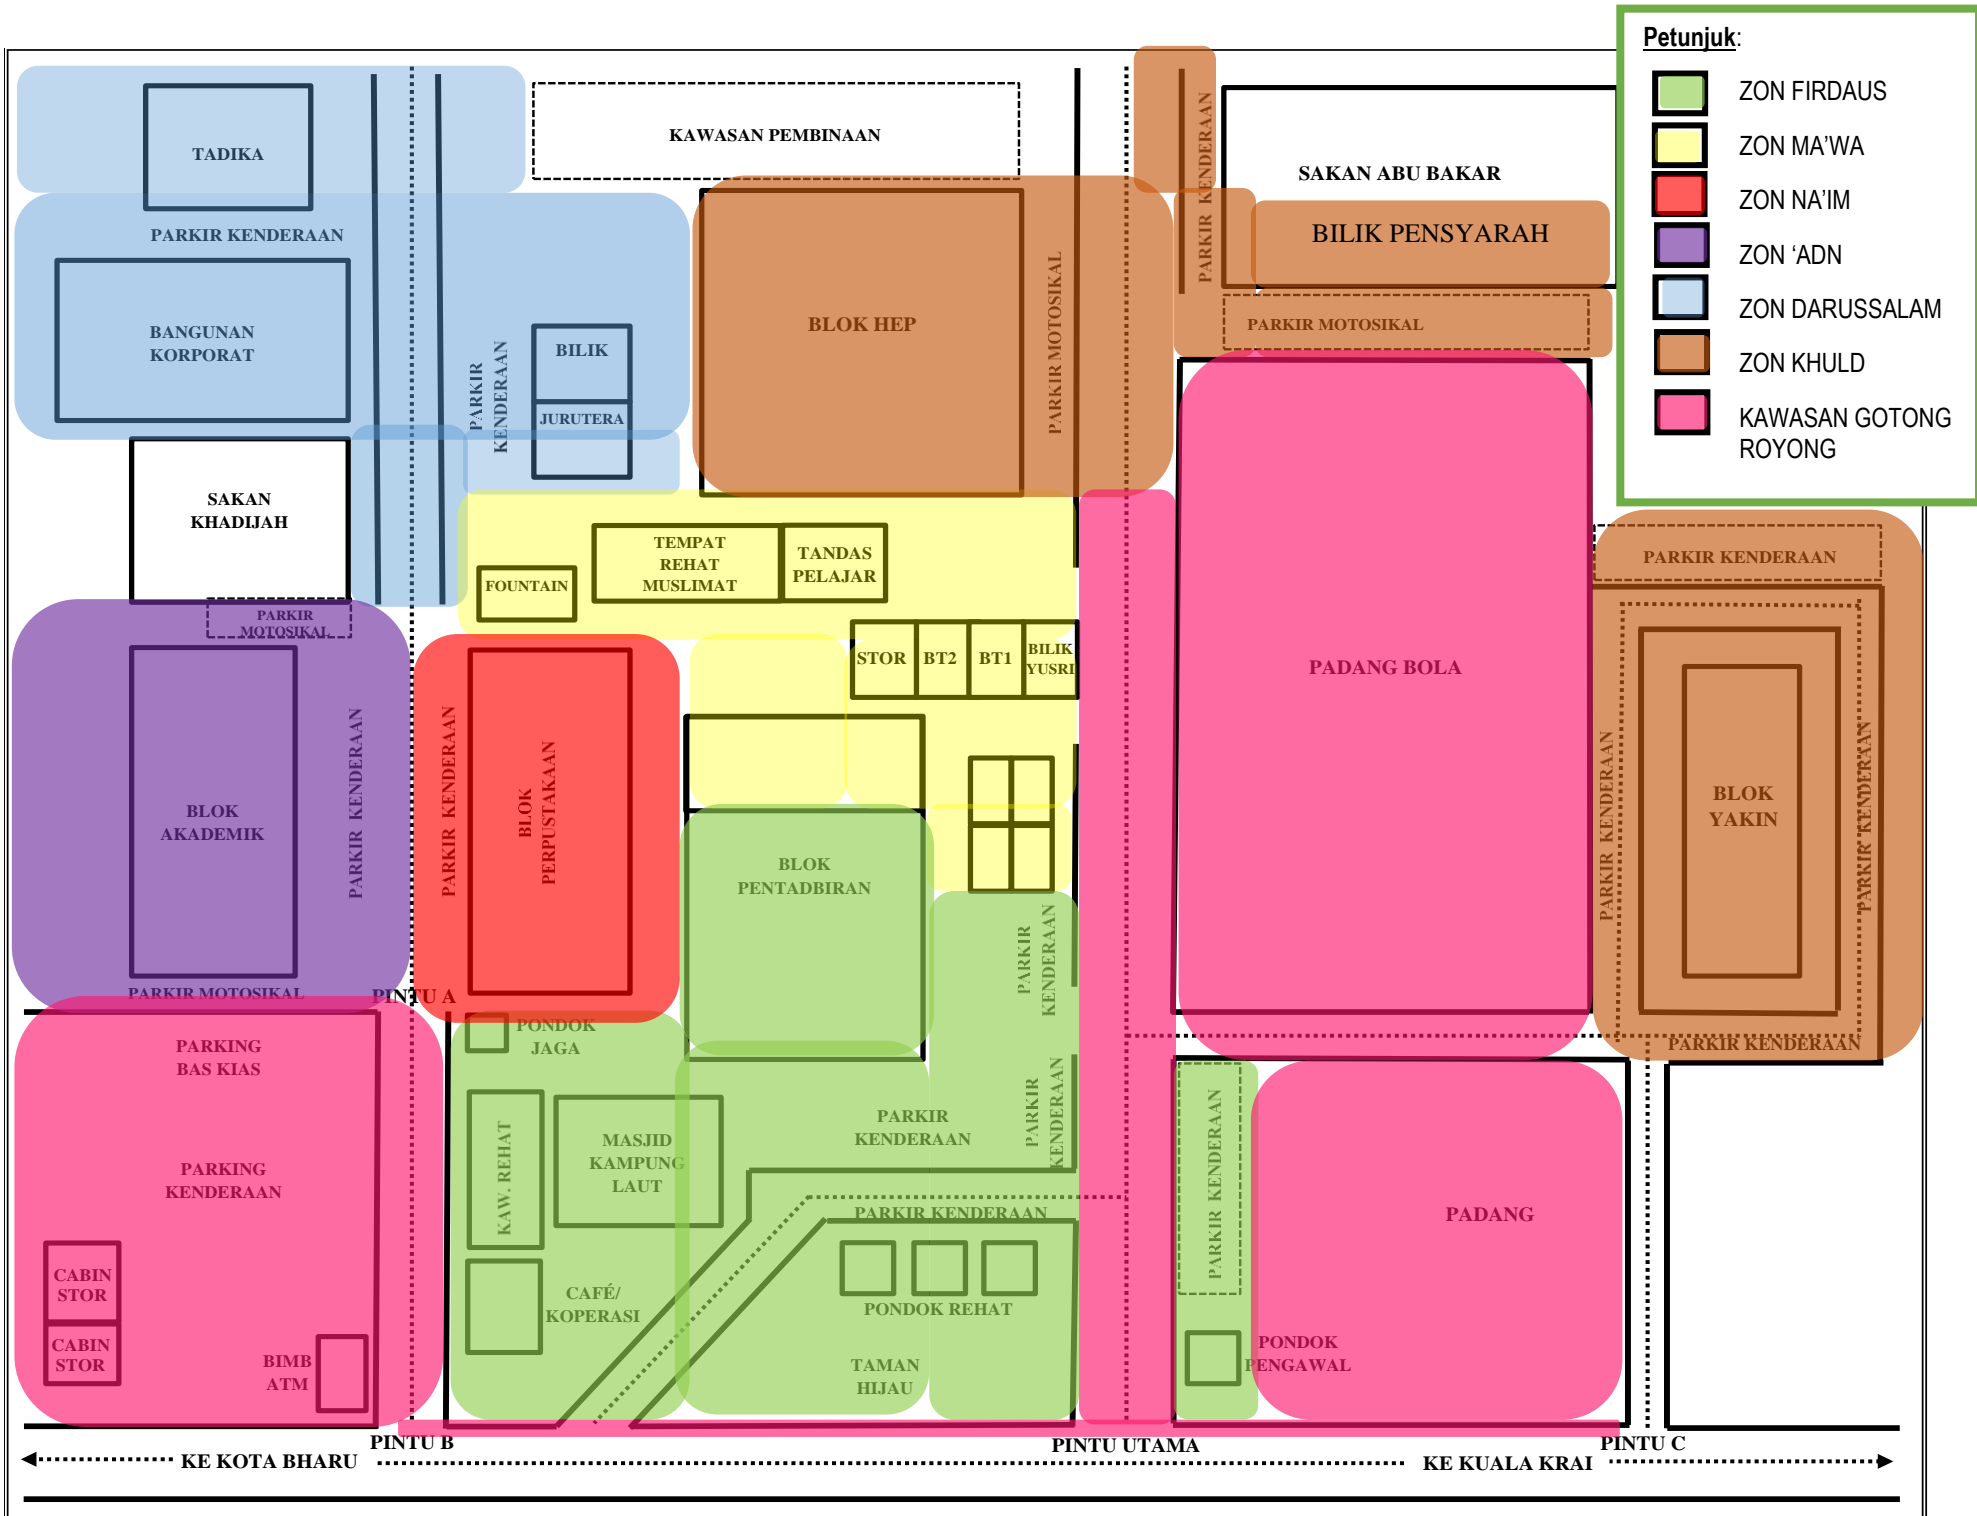 Petunjuk:
ZON FIRDAUS
ZON MA'WA
ZON NA'IM
ZON 'ADN
ZON DARUSSALAM
ZON KHULD
KAWASAN GOTONG
ROYONG
TADIKA
KAWASAN PEMBINAAN
PARKIR KENDERAAN
SAKAN ABU BAKAR
BILIK PENSYARAH
PARKIR KENDERAAN
BANGUNAN
KORPORAT
PARKIR
KENDERAAN
BILIK
JURUTERA
BLOK HEP
PARKIR MOTOSIKAL
PARKIR MOTOSIKAL
SAKAN
KHADIJAH
FOUNTAIN
TEMPAT
REHAT
MUSLIMAT
TANDAS
PELAJAR
PARKIR KENDERAAN
PARKIR
MOTOSIKAL
STOR
BT2
BT1
BILIK
YUSRI
PADANG BOLA
BLOK
AKADEMIK
PARKIR KENDERAAN
PARKIR KENDERAAN
BLOK
PERPUSTAKAAN
BLOK
PENTADBIRAN
PARKIR KENDERAAN
BLOK
YAKIN
PARKIR KENDERAAN
PARKIR
KENDERAAN
PARKIR MOTOSIKAL
PINTU A
PONDOK
JAGA
PARKIR KENDERAAN
PARKING
BAS KIAS
PARKING
KENDERAAN
KAW. REHAT
MASJID
KAMPUNG
LAUT
PARKIR
KENDERAAN
PARKIR
KENDERAAN
PARKIR KENDERAAN
PARKIR KENDERAAN
PADANG
CABIN
STOR
CABIN
STOR
BIMB
ATM
CAFÉ/
KOPERASI
PONDOK REHAT
TAMAN
HIJAU
PONDOK
PENGAWAL
PINTU B
PINTU UTAMA
PINTU C
KE KOTA BHARU
KE KUALA KRAI